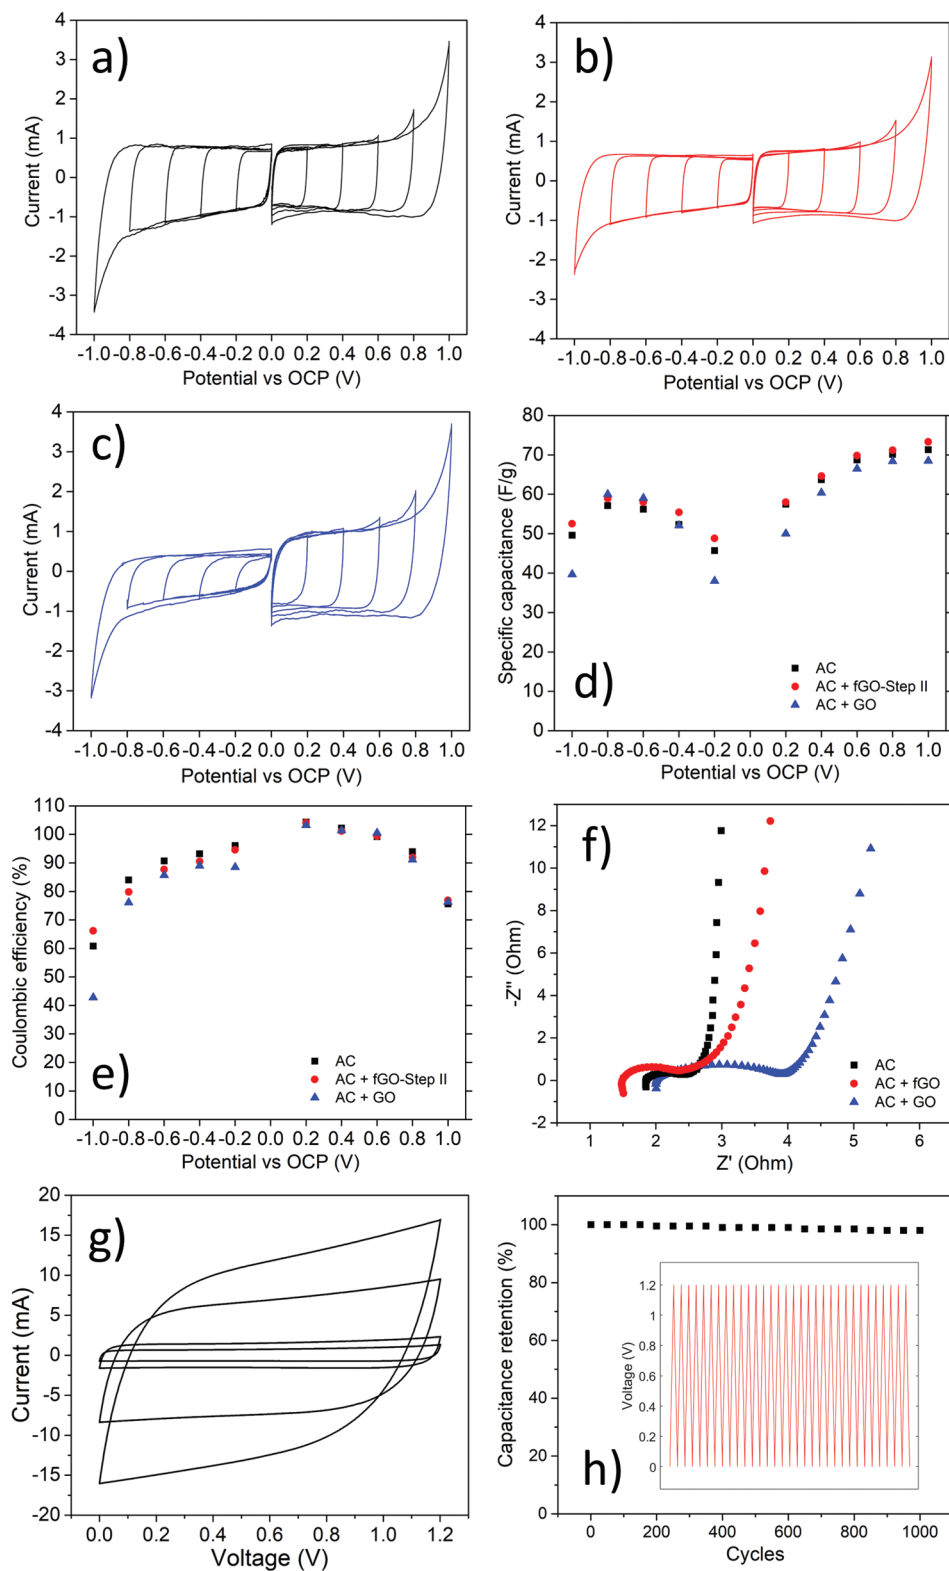 a)
4
3
2
1
0
-1
-2
-3
-4
Current (mA)
-1.0 -0.8 -0.6 -0.4 -0.2 0.0 0.2 0.4 0.6 0.8 1.0
Potential vs OCP (V)
b)
4
3
2
1
0
-1
-2
-3
-4
Current (mA)
-1.0 -0.8 -0.6 -0.4 -0.2 0.0 0.2 0.4 0.6 0.8 1.0
Potential vs OCP (V)
c)
4
3
2
1
0
-1
-2
-3
-4
Current (mA)
-1.0 -0.8 -0.6 -0.4 -0.2 0.0 0.2 0.4 0.6 0.8 1.0
Potential vs OCP (V)
80
70
60
50
40
30
20
10
0
Specific capacitance (F/g)
d)
AC
AC + fGO-Step II
AC + GO
-1.0 -0.8 -0.6 -0.4 -0.2 0.0 0.2 0.4 0.6 0.8 1.0
Potential vs OCP (V)
110
100
90
80
70
60
50
40
30
20
10
0
Coulombic efficiency (%)
e)
AC
AC + fGO-Step II
AC + GO
-1.0 -0.8 -0.6 -0.4 -0.2 0.0 0.2 0.4 0.6 0.8 1.0
Potential vs OCP (V)
f)
12
10
8
6
4
2
0
-2
-Z'' (Ohm)
AC
AC + fGO
AC + GO
1 2 3 4 5 6
Z' (Ohm)
g)
20
15
10
5
0
-5
-10
-15
-20
Current (mA)
0.0 0.2 0.4 0.6 0.8 1.0 1.2
Voltage (V)
100
80
60
40
20
0
Capacitance retention (%)
1.2
1
0.8
0.6
0.4
0.2
0
Voltage (V)
h)
0 200 400 600 800 1000
Cycles